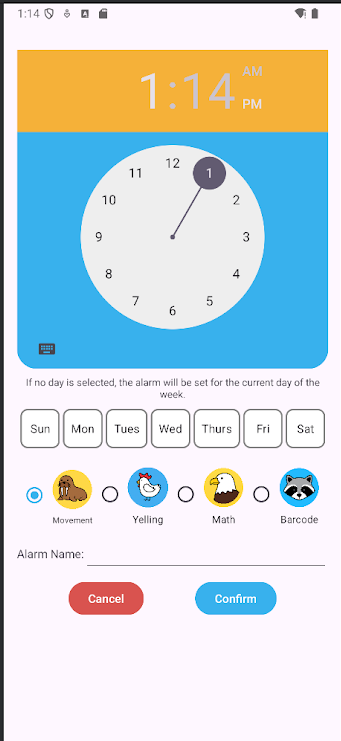 1:14
AM
1:14
PM
12
11 1
10 2
9 3
8 4
7 5
6
If no day is selected, the alarm will be set for the current day of the
week.
Sun Mon Tues Wed Thurs Fri Sat
Movement Yelling Math Barcode
Alarm Name:
Cancel Confirm